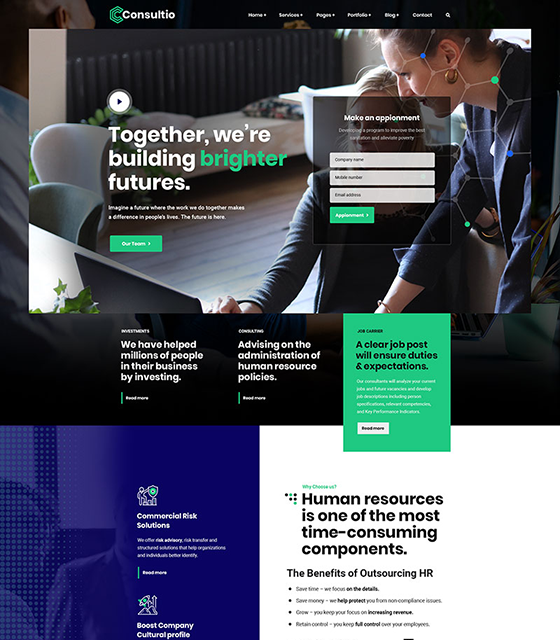 Consultio
Home +
Services +
Pages +
Portfolio +
Blog +
Contact
Together, we're
building brighter
futures.
Imagine a future where the work we do together makes
a difference in people's lives. The future is here.
Our Team >
Make an appionment
Developing a program to improve the best
sanitation and alleviate poverty
Company name
Mobile number
Email address
Appionment >
INVESTMENTS
We have helped
millions of people
in their business
by investing.
Read more
CONSULTING
Advising on the
administration of
human resource
policies.
Read more
JOB CARRIER
A clear job post
will ensure duties
& expectations.
Our consultants will analyze your current
jobs and future vacancies and develop
job descriptions including person
specifications, relevant competencies,
and Key Performance Indicators.
Read more
Commercial Risk
Solutions
We offer risk advisory, risk transfer and
structured solutions that help organizations
and individuals better identify.
Read more
Boost Company
Cultural profile
Why Choose us?
Human resources
is one of the most
time-consuming
components.
The Benefits of Outsourcing HR
Save time – we focus on the details.
Save money – we help protect you from non-compliance issues.
Grow – you keep your focus on increasing revenue.
Retain control – you keep full control over your employees.